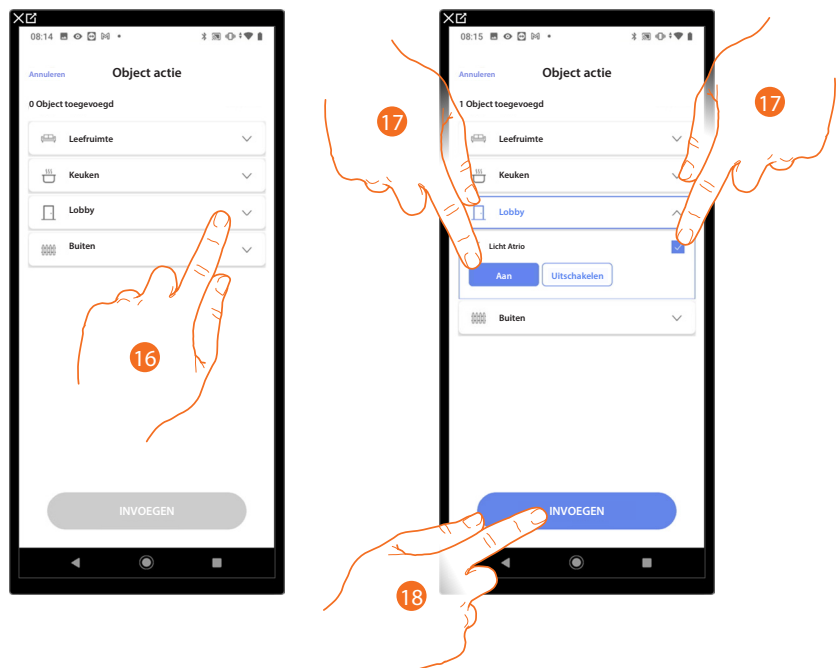 08:14
Annuleren Object actie
0 Object toegevoegd
Leefruimte
Keuken
Lobby
Buiten
16
INVOEGEN
08:15
Annuleren Object actie
1 Object toegevoegd
17
17
Leefruimte
Keuken
Lobby
Licht Atrio
Aan Uitschakelen
Buiten
INVOEGEN
18